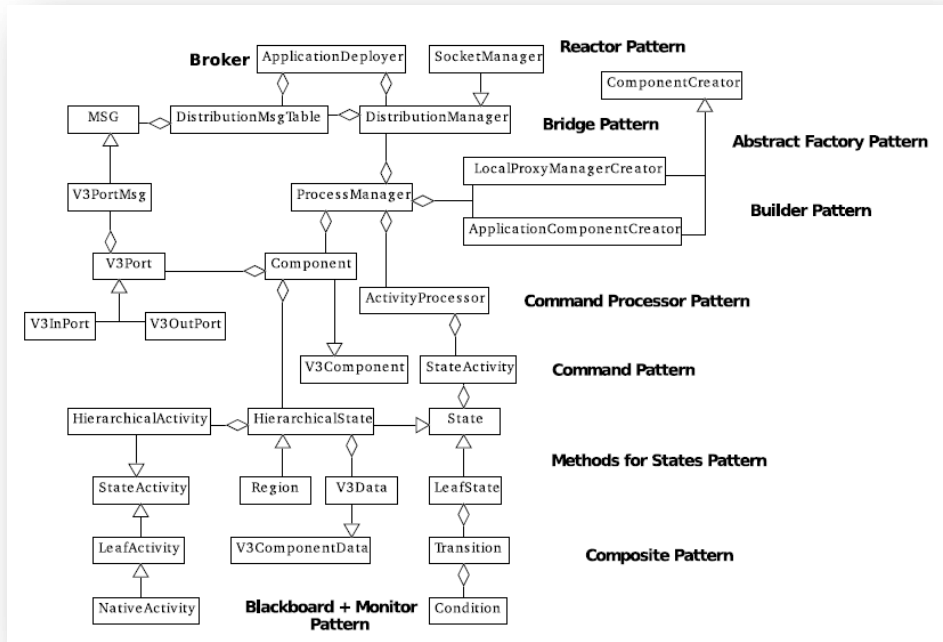 Reactor Pattern
Broker
ApplicationDeployer
SocketManager
ComponentCreator
MSG
DistributionMsgTable
DistributionManager
Bridge Pattern
Abstract Factory Pattern
LocalProxyManagerCreator
V3PortMsg
ProcessManager
Builder Pattern
ApplicationComponentCreator
V3Port
Component
ActivityProcessor
Command Processor Pattern
V3InPort
V3OutPort
V3Component
StateActivity
Command Pattern
HierarchicalActivity
HierarchicalState
State
Methods for States Pattern
StateActivity
Region
V3Data
LeafState
LeafActivity
V3ComponentData
Transition
Composite Pattern
NativeActivity
Blackboard + Monitor
Pattern
Condition